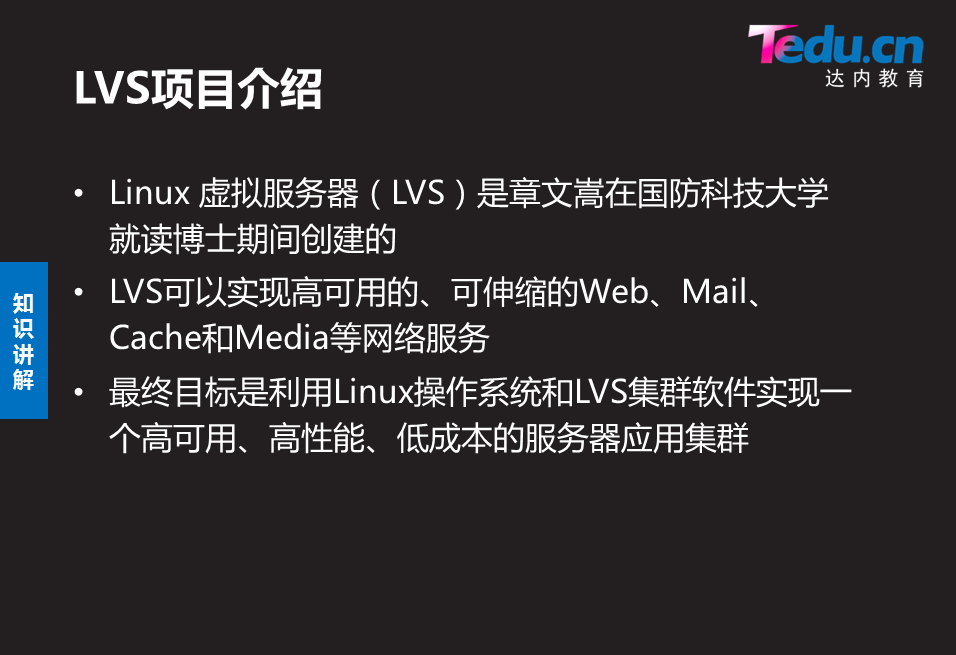 Tedu.cn
达内教育
LVS项目介绍
• Linux 虚拟服务器（LVS）是章文嵩在国防科技大学
就读博士期间创建的
• LVS可以实现高可用的、可伸缩的Web、Mail、
Cache和Media等网络服务
• 最终目标是利用Linux操作系统和LVS集群软件实现一
个高可用、高性能、低成本的服务器应用集群
知
识
讲
解